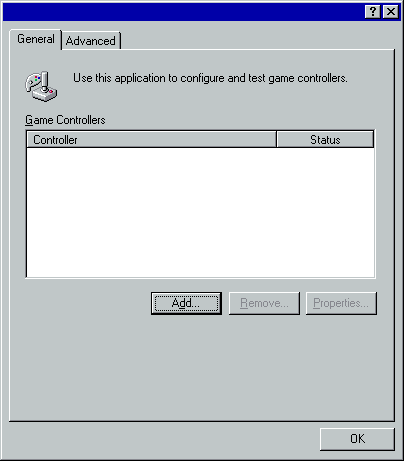 General
Advanced
Use this application to configure and test game controllers.
Game Controllers
Controller
Status
Add...
Remove...
Properties...
OK